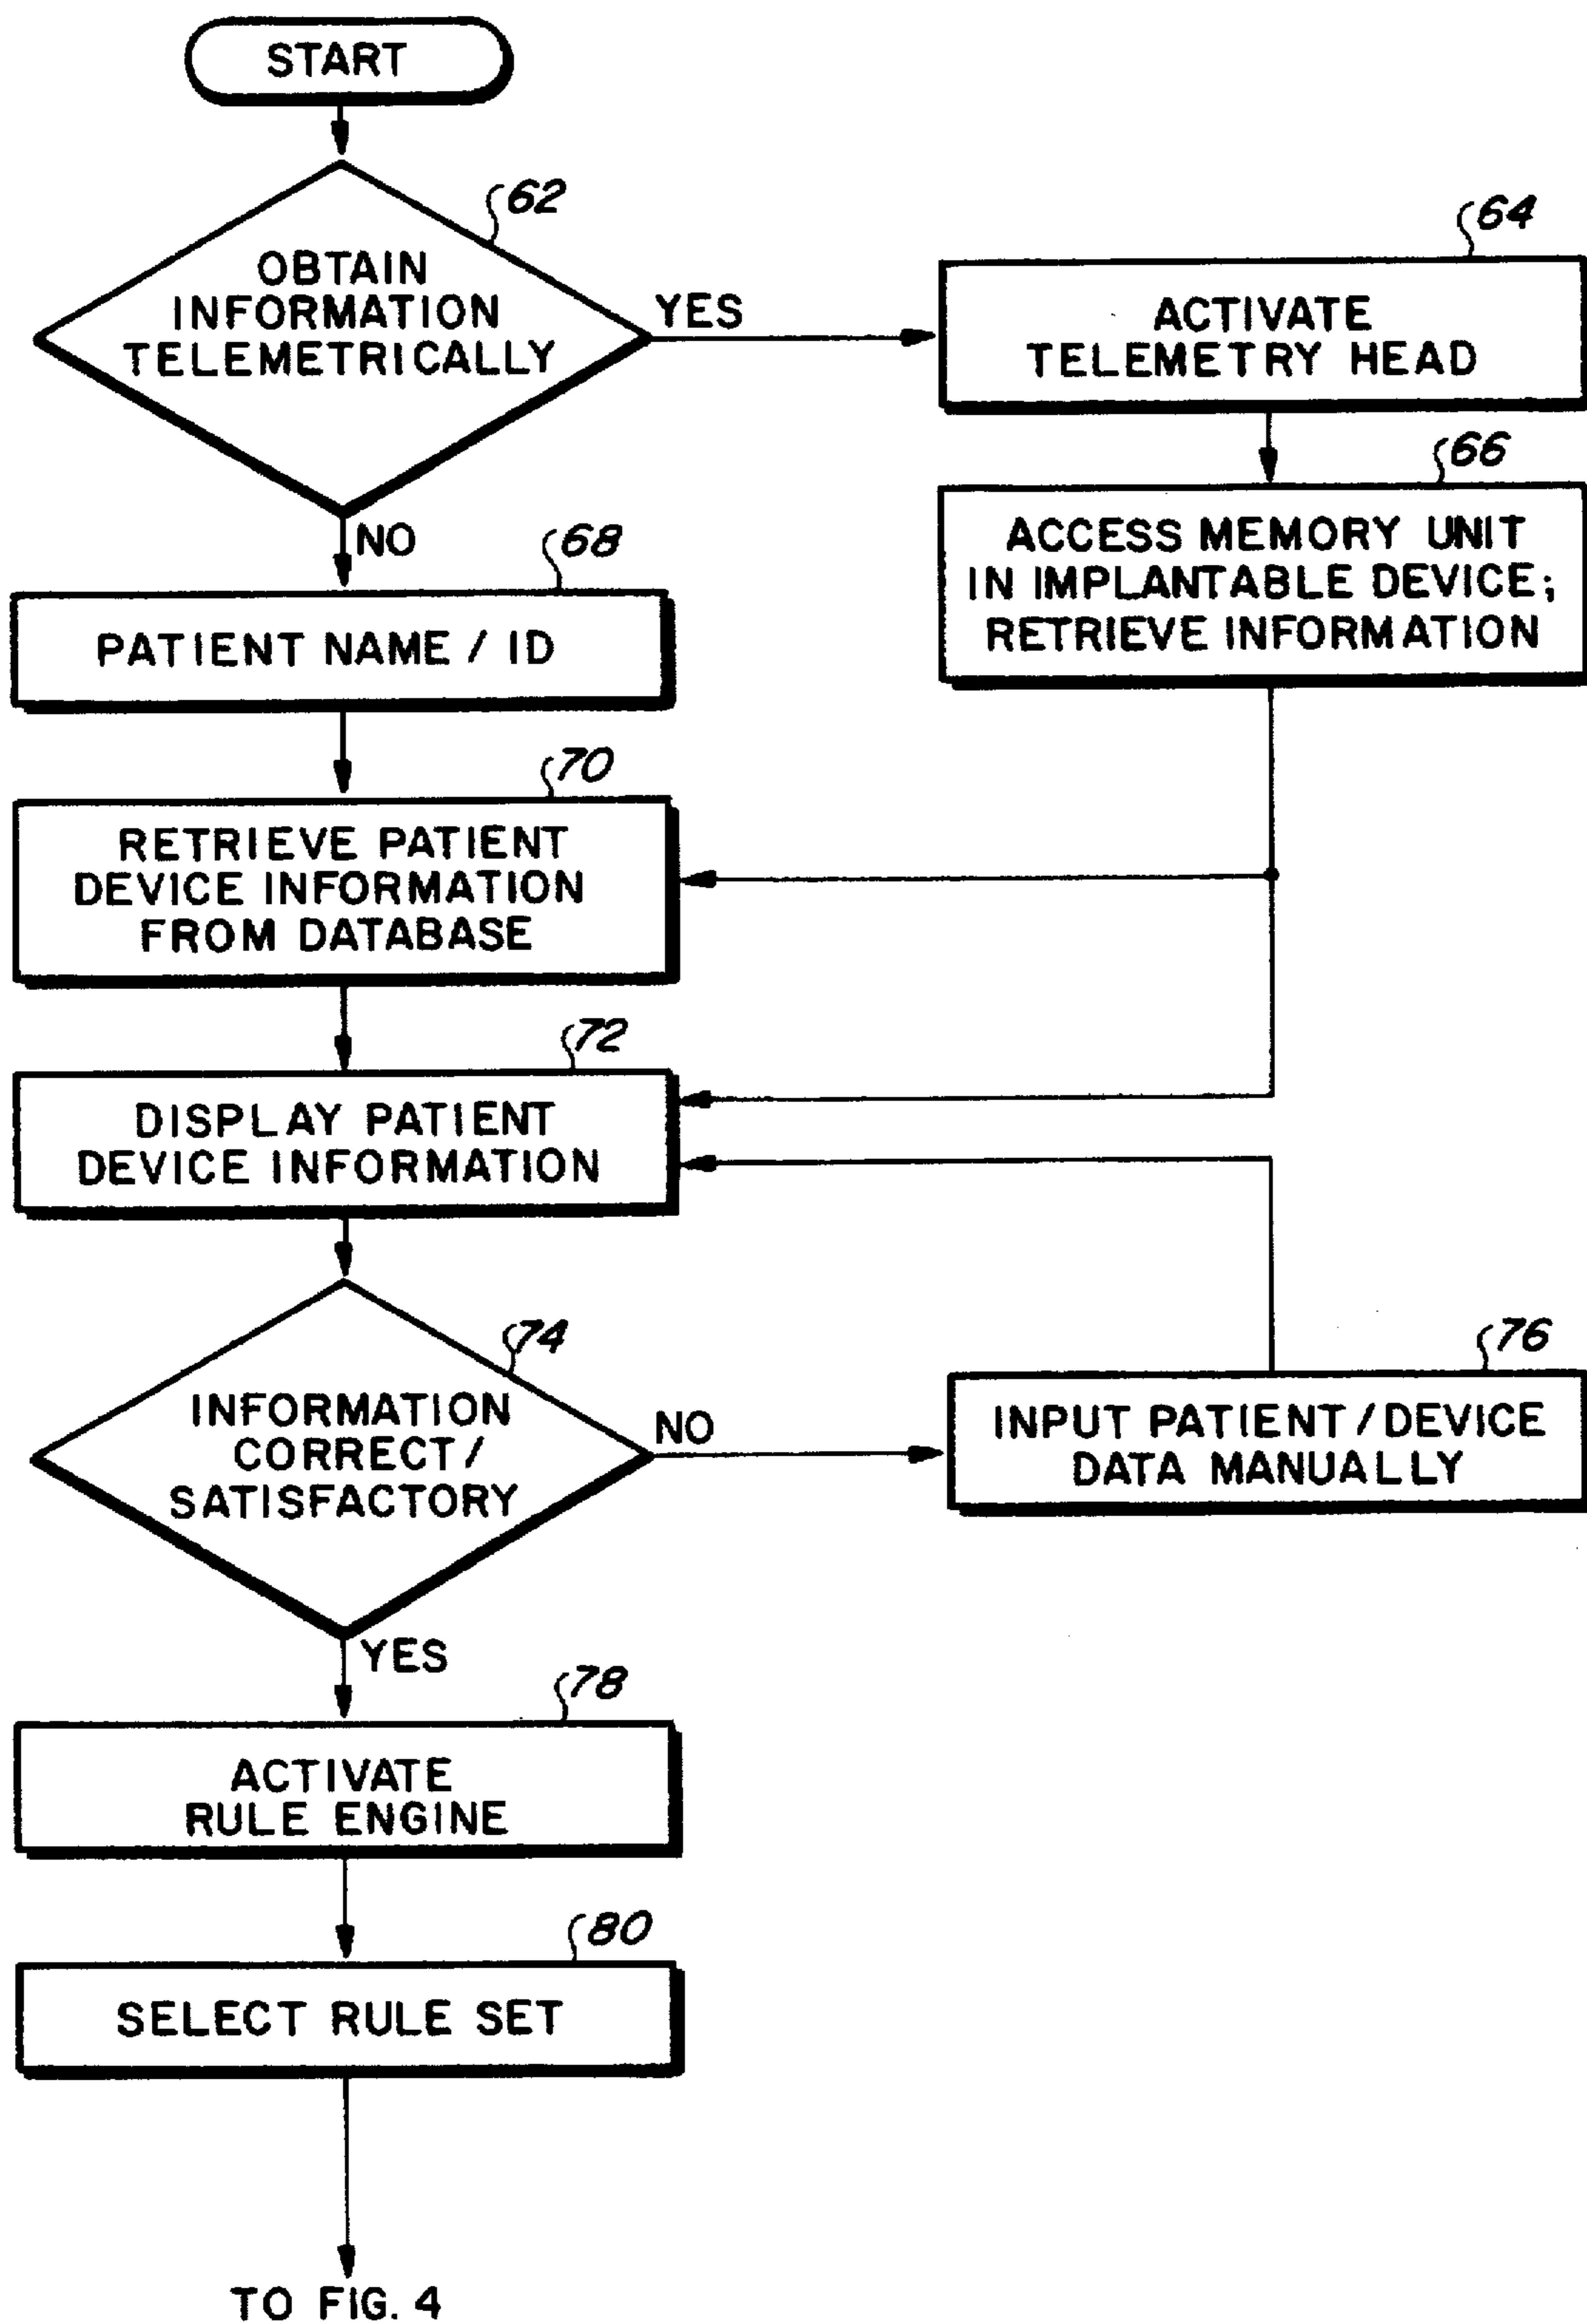 START
62
OBTAIN
INFORMATION
TELEMETRICALLY
YES
64
ACTIVATE
TELEMETRY HEAD
66
ACCESS MEMORY UNIT
IN IMPLANTABLE DEVICE;
RETRIEVE INFORMATION
NO
68
PATIENT NAME / ID
70
RETRIEVE PATIENT
DEVICE INFORMATION
FROM DATABASE
72
DISPLAY PATIENT
DEVICE INFORMATION
74
INFORMATION
CORRECT /
SATISFACTORY
NO
76
INPUT PATIENT / DEVICE
DATA MANUALLY
YES
78
ACTIVATE
RULE ENGINE
80
SELECT RULE SET
TO FIG. 4